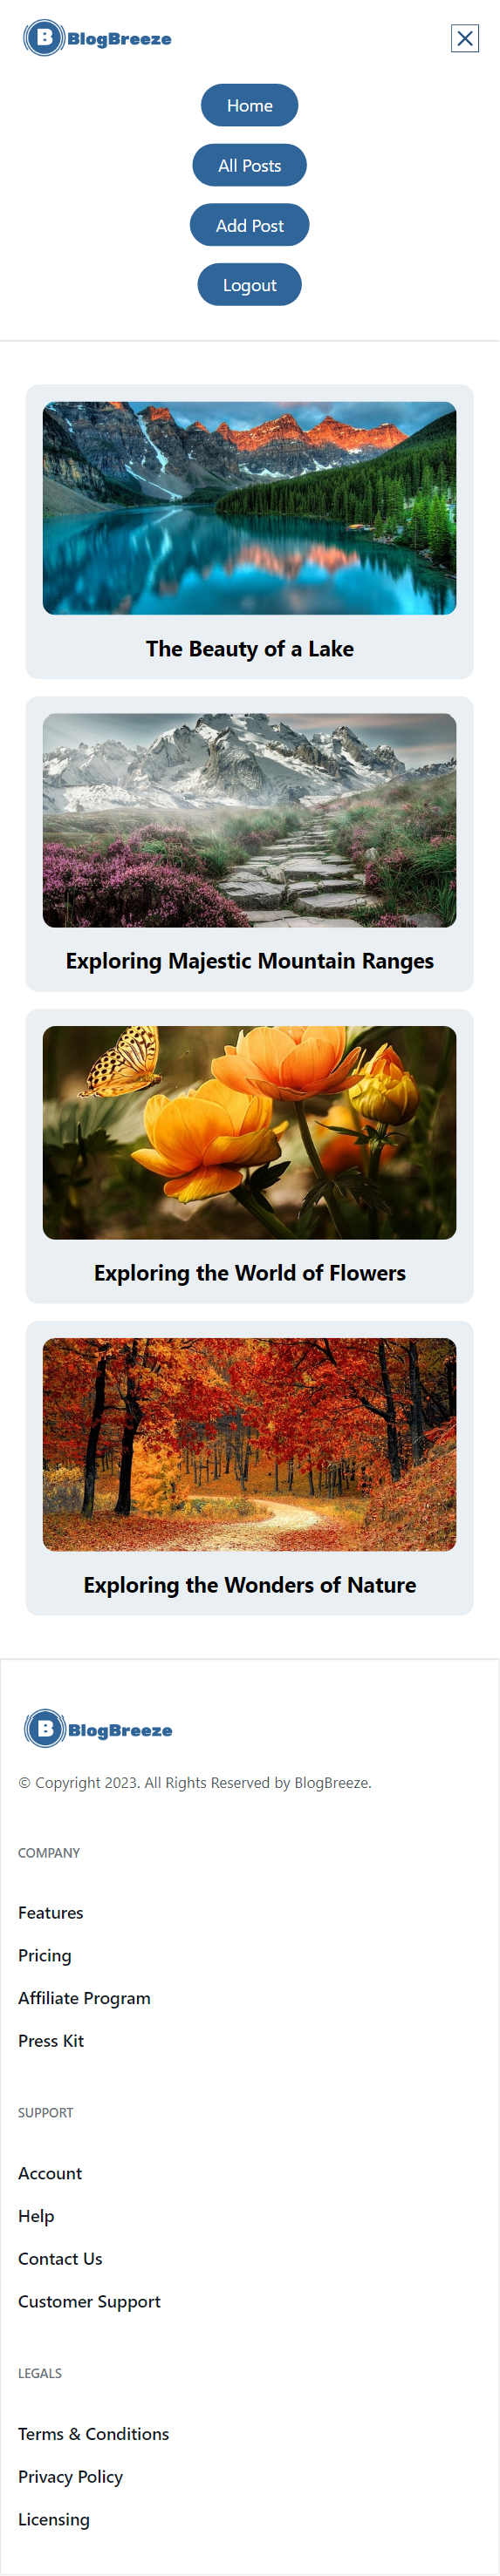 B BlogBreeze
Home
All Posts
Add Post
Logout
The Beauty of a Lake
Exploring Majestic Mountain Ranges
Exploring the World of Flowers
Exploring the Wonders of Nature
B BlogBreeze
© Copyright 2023. All Rights Reserved by BlogBreeze.
COMPANY
Features
Pricing
Affiliate Program
Press Kit
SUPPORT
Account
Help
Contact Us
Customer Support
LEGALS
Terms & Conditions
Privacy Policy
Licensing